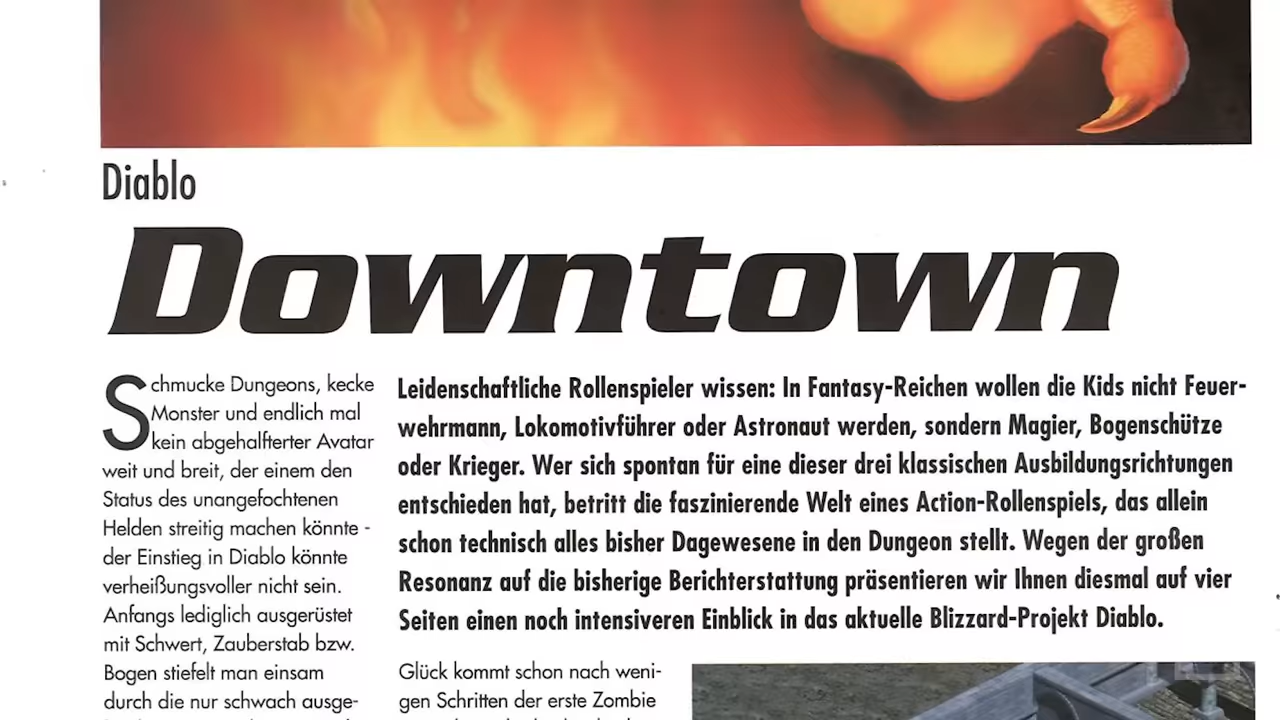 Diablo
Downtown
Schmucke Dungeons, kecke
Monster und endlich mal
kein abgehalfterter Avatar
weit und breit, der einem den
Status des unangefochtenen
Helden streitig machen könnte -
der Einstieg in Diablo könnte
verheißungsvoller nicht sein.
Anfangs lediglich ausgerüstet
mit Schwert, Zauberstab bzw.
Bogen stiefelt man einsam
durch die nur schwach ausge-
Leidenschaftliche Rollenspieler wissen: In Fantasy-Reichen wollen die Kids nicht Feuer-
wehrmann, Lokomotivführer oder Astronaut werden, sondern Magier, Bogenschütze
oder Krieger. Wer sich spontan für eine dieser drei klassischen Ausbildungsrichtungen
entschieden hat, betritt die faszinierende Welt eines Action-Rollenspiels, das allein
schon technisch alles bisher Dagewesene in den Dungeon stellt. Wegen der großen
Resonanz auf die bisherige Berichterstattung präsentieren wir Ihnen diesmal auf vier
Seiten einen noch intensiveren Einblick in das aktuelle Blizzard-Projekt Diablo.
Glück kommt schon nach weni-
gen Schritten der erste Zombie